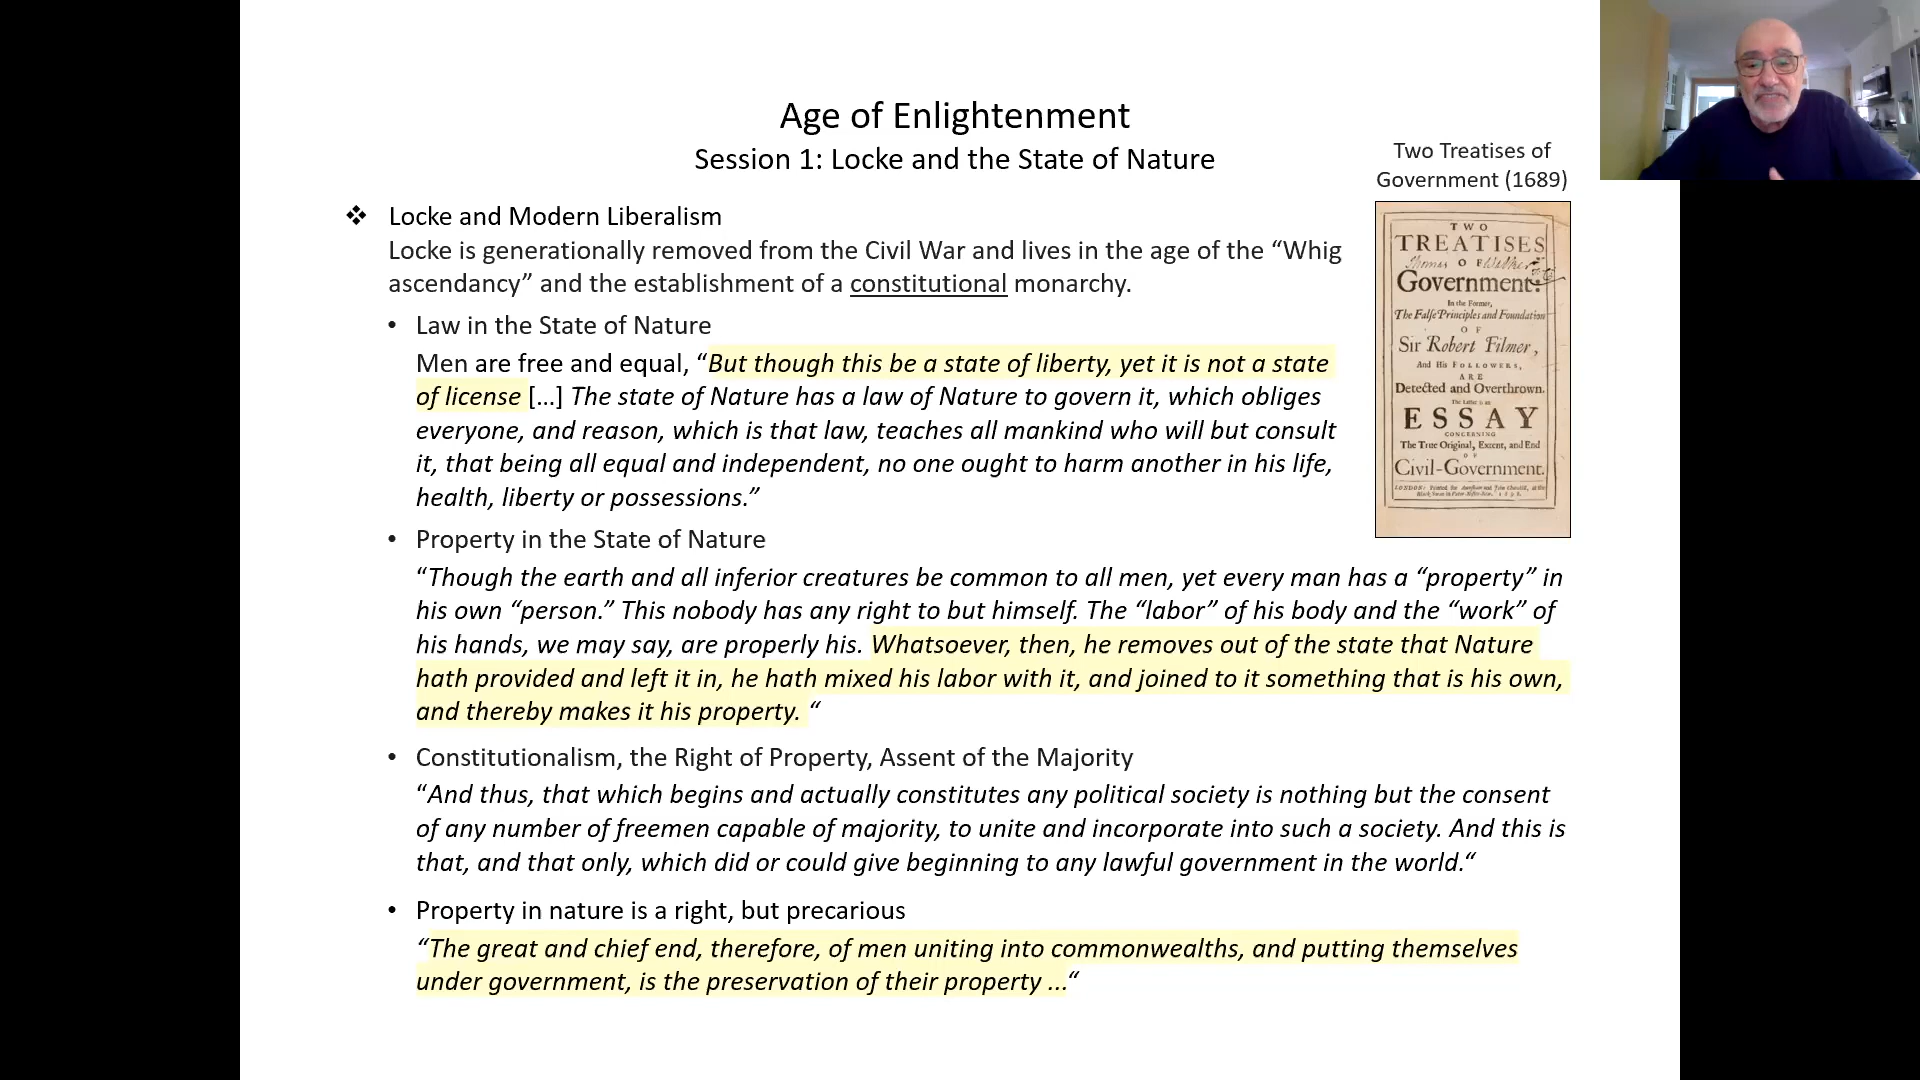 Age of Enlightenment
Session 1: Locke and the State of Nature
Two Treatises of
Government (1689)
❖ Locke and Modern Liberalism
Locke is generationally removed from the Civil War and lives in the age of the “Whig
ascendancy” and the establishment of a constitutional monarchy.
• Law in the State of Nature
Men are free and equal, “But though this be a state of liberty, yet it is not a state
of license […] The state of Nature has a law of Nature to govern it, which obliges
everyone, and reason, which is that law, teaches all mankind who will but consult
it, that being all equal and independent, no one ought to harm another in his life,
health, liberty or possessions.”
TWO
TREATISES
OF
Government:
In the Former,
The False Principles and Foundation
OF
Sir Robert Filmer,
And His FOLLOWERS,
ARE
Detected and Overthrown.
The Latter is an
ESSAY
CONCERNING
The True Original, Extent, and End
OF
Civil-Government.
• Property in the State of Nature
“Though the earth and all inferior creatures be common to all men, yet every man has a “property” in
his own “person.” This nobody has any right to but himself. The “labor” of his body and the “work” of
his hands, we may say, are properly his. Whatsoever, then, he removes out of the state that Nature
hath provided and left it in, he hath mixed his labor with it, and joined to it something that is his own,
and thereby makes it his property. “
• Constitutionalism, the Right of Property, Assent of the Majority
“And thus, that which begins and actually constitutes any political society is nothing but the consent
of any number of freemen capable of majority, to unite and incorporate into such a society. And this is
that, and that only, which did or could give beginning to any lawful government in the world.“
• Property in nature is a right, but precarious
“The great and chief end, therefore, of men uniting into commonwealths, and putting themselves
under government, is the preservation of their property ...“